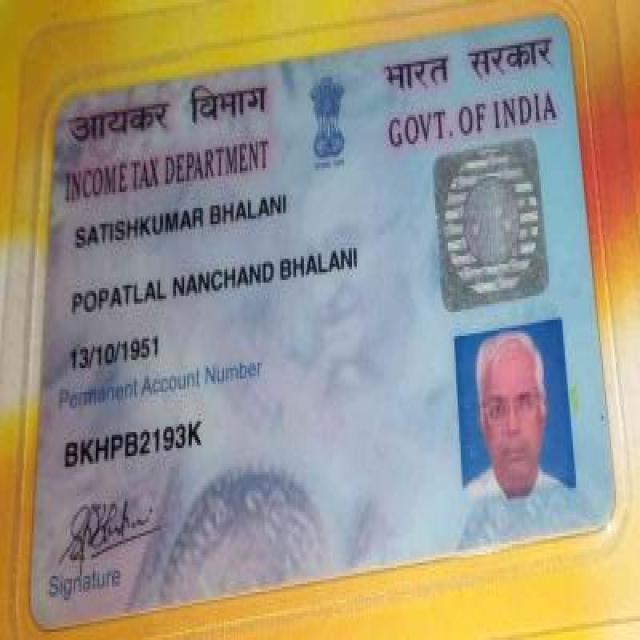 आयकर विभाग
INCOME TAX DEPARTMENT
भारत सरकार
GOVT. OF INDIA
SATISHKUMAR BHALANI
POPATLAL NANCHAND BHALANI
13/10/1951
Permanent Account Number
BKHPB2193K
Signature